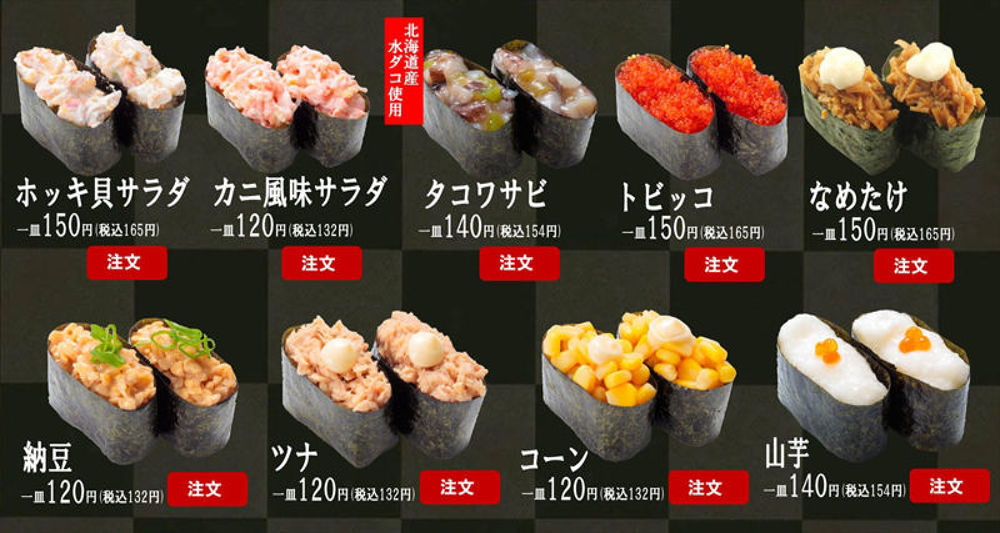 北海道産
水ダコ使用
ホッキ貝サラダ
一皿150円(税込165円)
注文
カニ風味サラダ
一皿120円(税込132円)
注文
タコワサビ
一皿140円(税込154円)
注文
トビッコ
一皿150円(税込165円)
注文
なめたけ
一皿150円(税込165円)
注文
納豆
一皿120円(税込132円)
注文
ツナ
一皿120円(税込132円)
注文
コーン
一皿120円(税込132円)
注文
山芋
一皿140円(税込154円)
注文